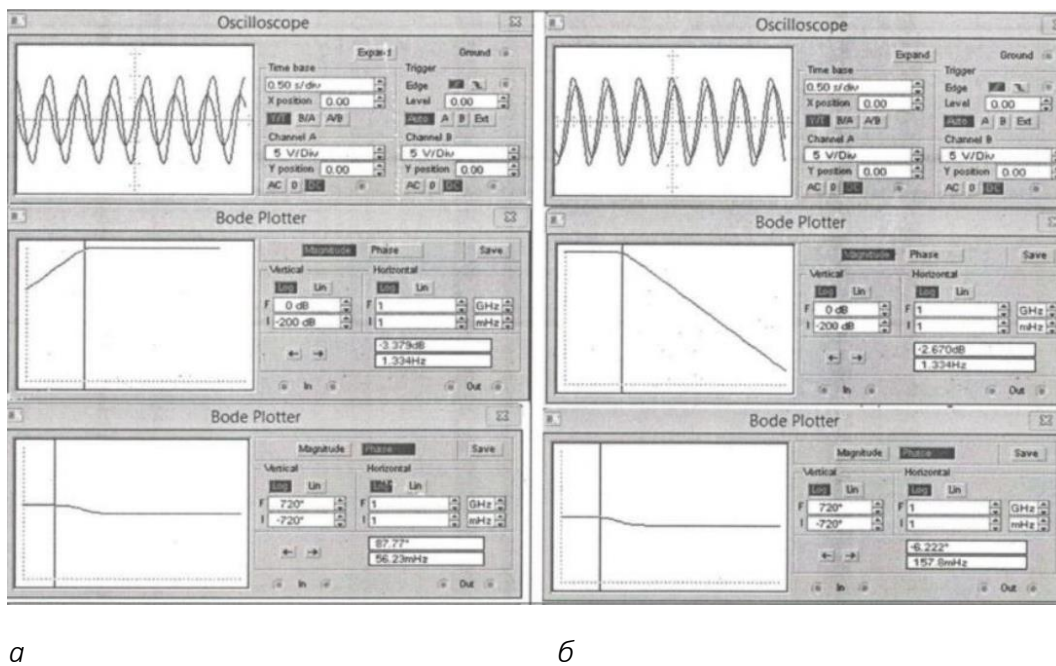 Oscilloscope
Expand
Ground
Time base
Trigger
0.50 s/div
Edge
X position 0.00
Level 0.00
Y/T B/A A/B
Auto A B Ext
Channel A
Channel B
5 V/Div
5 V/Div
Y position 0.00
Y position 0.00
AC 0 DC
AC 0 DC
Bode Plotter
Magnitude Phase Save
Vertical
Horizontal
Log Lin
Log Lin
F 0 dB
F 1 GHz
I -200 dB
I 1 mHz
-3.379dB
1.334Hz
In
Out
Bode Plotter
Magnitude Phase Save
Vertical
Horizontal
Log Lin
Log Lin
F 720°
F 1 GHz
I -720°
I 1 mHz
87.77°
56.23mHz
In
Out
а
Oscilloscope
Expand
Ground
Time base
Trigger
0.50 s/div
Edge
X position 0.00
Level 0.00
Y/T B/A A/B
Auto A B Ext
Channel A
Channel B
5 V/Div
5 V/Div
Y position 0.00
Y position 0.00
AC 0 DC
AC 0 DC
Bode Plotter
Magnitude Phase Save
Vertical
Horizontal
Log Lin
Log Lin
F 0 dB
F 1 GHz
I -200 dB
I 1 mHz
-2.670dB
1.334Hz
In
Out
Bode Plotter
Magnitude Phase Save
Vertical
Horizontal
Log Lin
Log Lin
F 720°
F 1 GHz
I -720°
I 1 mHz
-6.222°
157.8mHz
In
Out
б